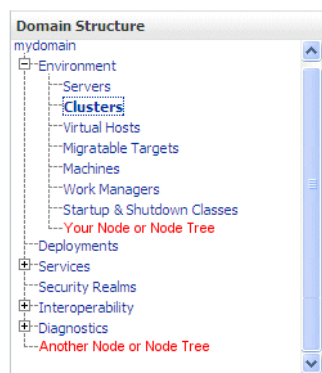 Domain Structure
mydomain
Environment
Servers
Clusters
Virtual Hosts
Migratable Targets
Machines
Work Managers
Startup & Shutdown Classes
Your Node or Node Tree
Deployments
Services
Security Realms
Interoperability
Diagnostics
Another Node or Node Tree